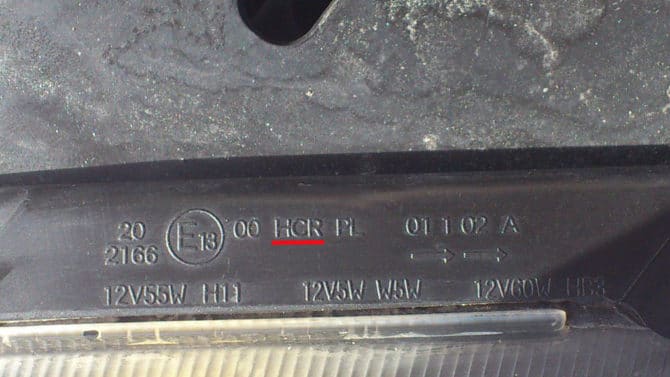 20 E13 00 HCR PL 01 1 02 A
2166
12V55W H11 12V5W W5W 12V60W HB3